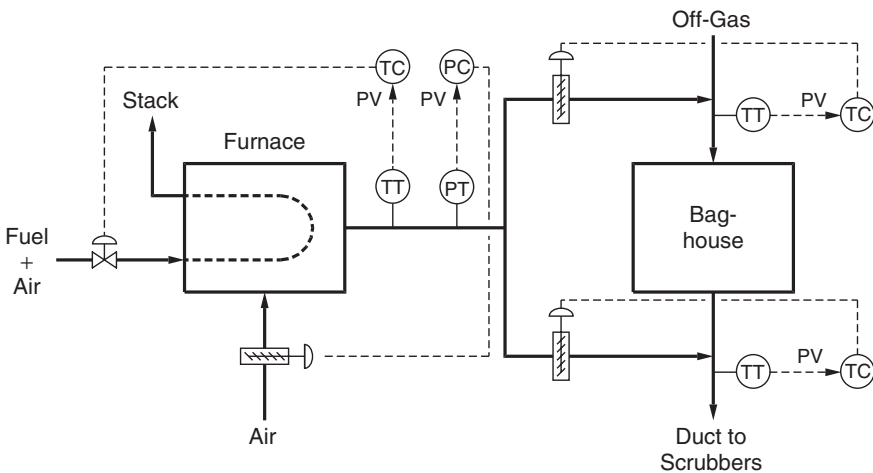 Off-Gas
TC
PC
Stack
PV
PV
TT
PV
TC
Furnace
TT
PT
Bag-
house
Fuel
+
Air
PV
TT
TC
Air
Duct to
Scrubbers